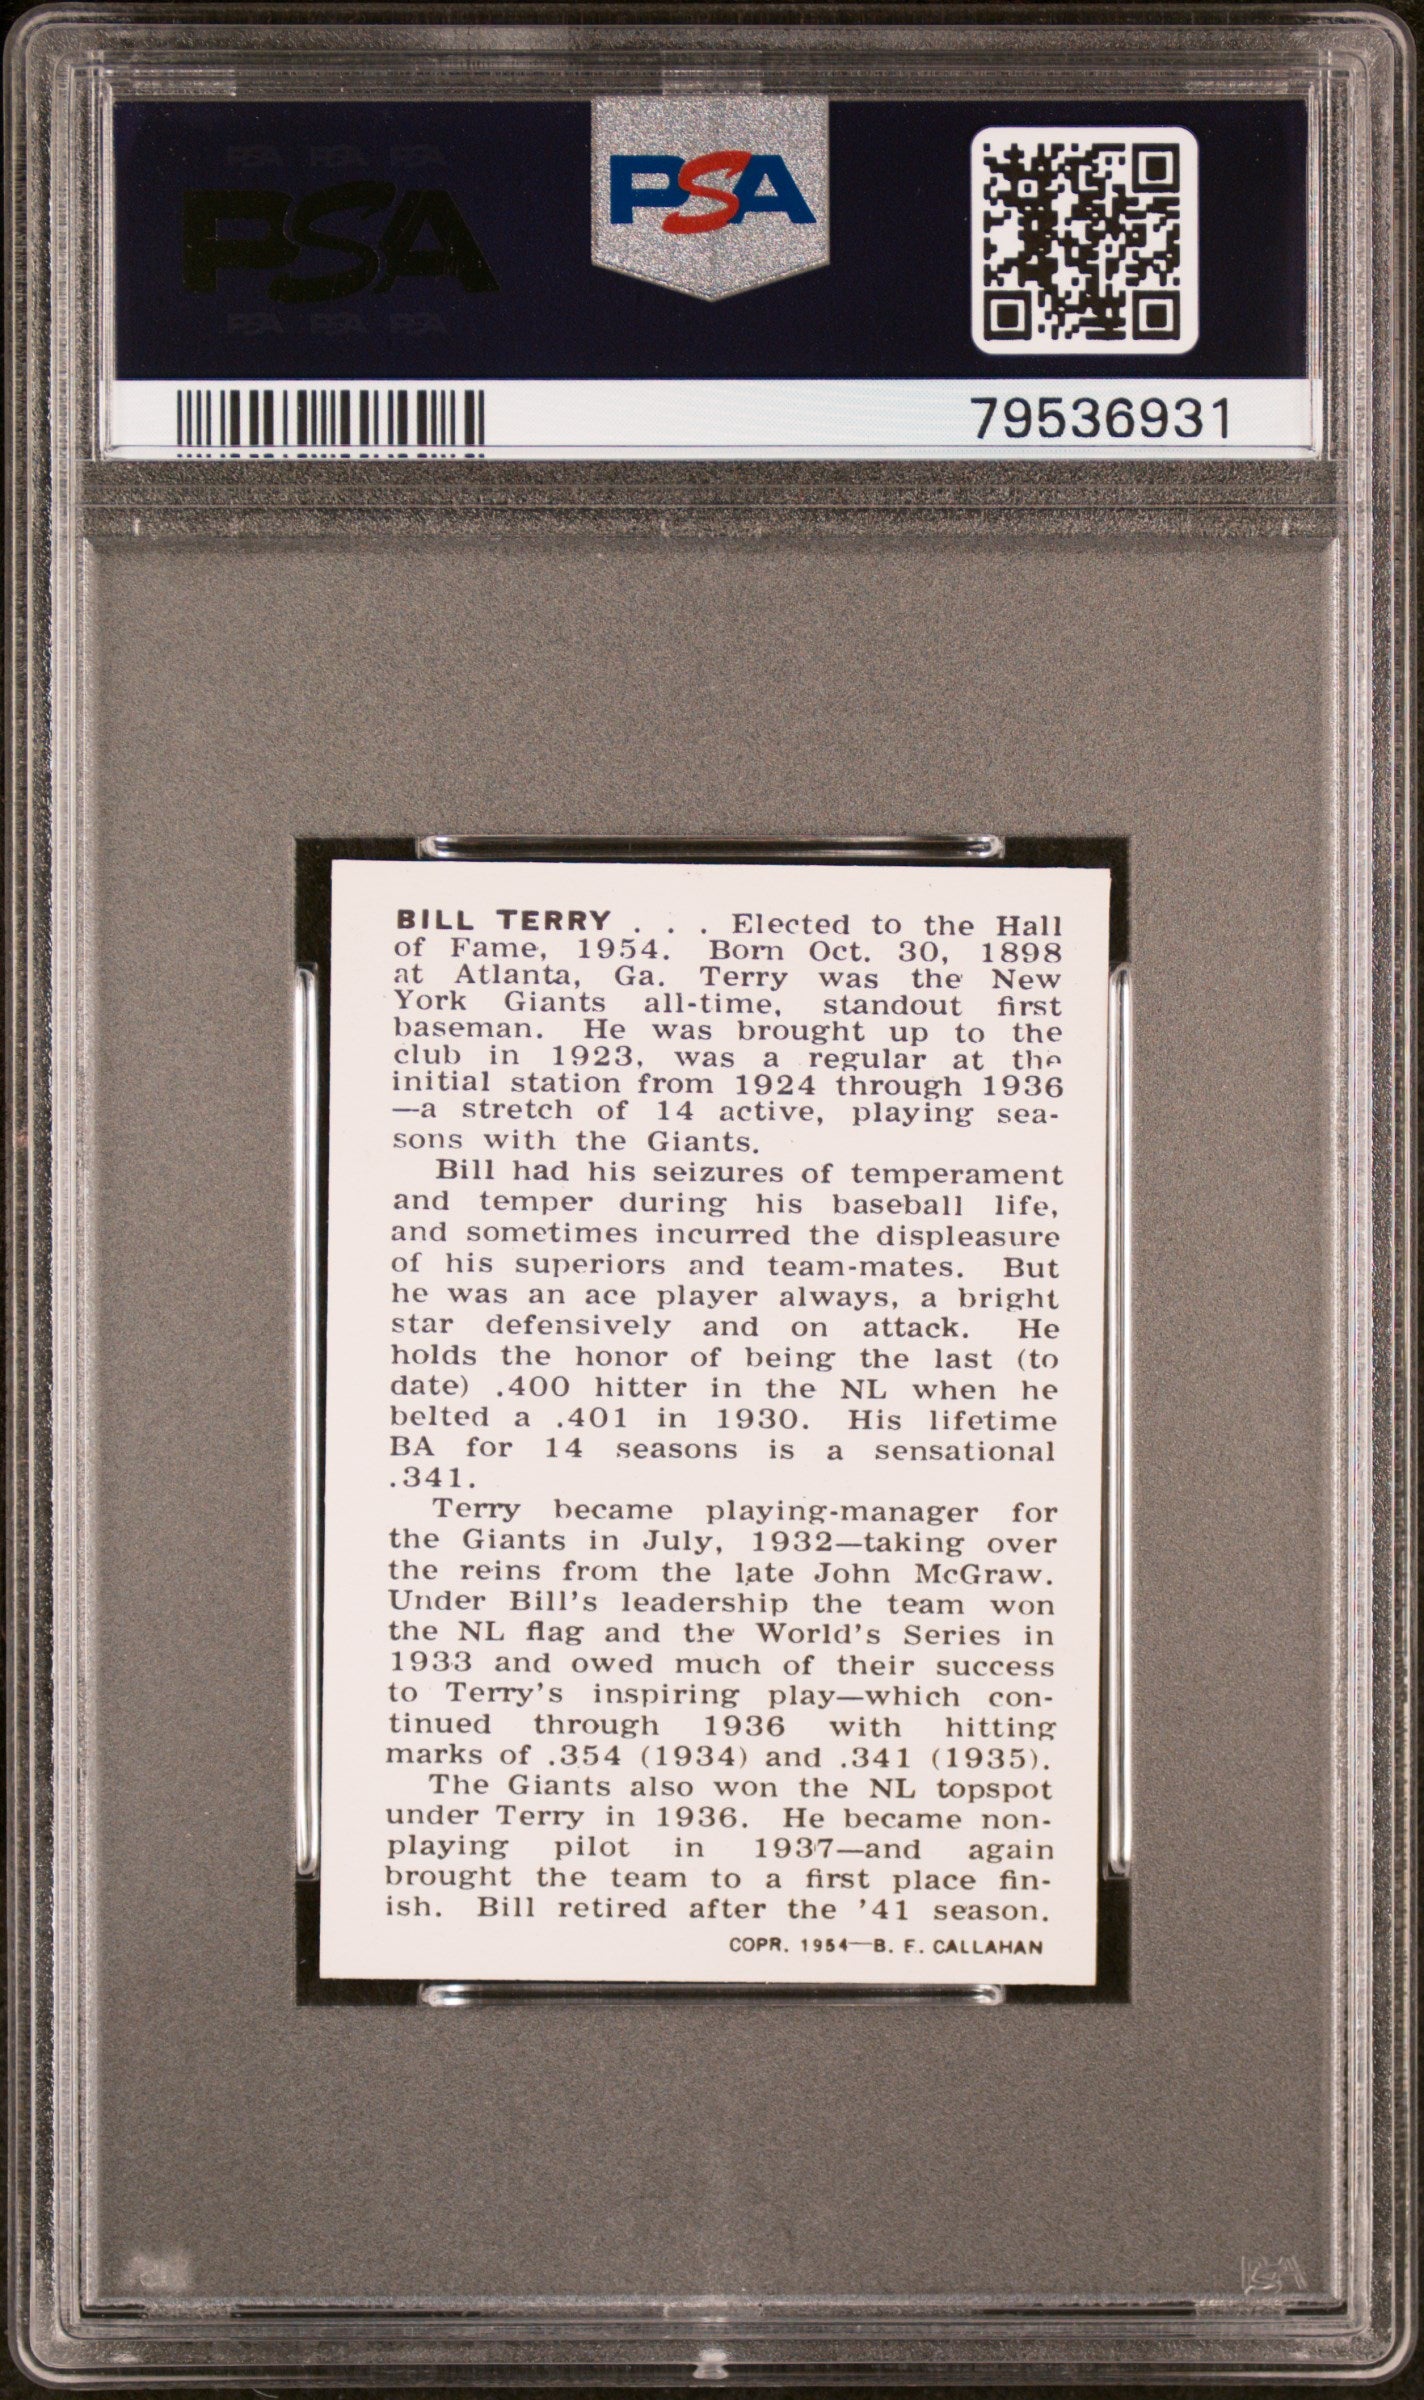 PSA PSA PSA
PSA
PSA PSA PSA
PSA
79536931
BILL TERRY . . . Elected to the Hall
of Fame, 1954. Born Oct. 30, 1898
at Atlanta, Ga. Terry was the New
York Giants all-time, standout first
baseman. He was brought up to the
club in 1923, was a regular at the
initial station from 1924 through 1936
—a stretch of 14 active, playing sea-
sons with the Giants.
Bill had his seizures of temperament
and temper during his baseball life,
and sometimes incurred the displeasure
of his superiors and team-mates. But
he was an ace player always, a bright
star defensively and on attack. He
holds the honor of being the last (to
date) .400 hitter in the NL when he
belted a .401 in 1930. His lifetime
BA for 14 seasons is a sensational
.341.
Terry became playing-manager for
the Giants in July, 1932—taking over
the reins from the late John McGraw.
Under Bill's leadership the team won
the NL flag and the World's Series in
1933 and owed much of their success
to Terry's inspiring play—which con-
tinued through 1936 with hitting
marks of .354 (1934) and .341 (1935).
The Giants also won the NL topspot
under Terry in 1936. He became non-
playing pilot in 1937—and again
brought the team to a first place fin-
ish. Bill retired after the '41 season.
COPR. 1954—B. E. CALLAHAN
PSA